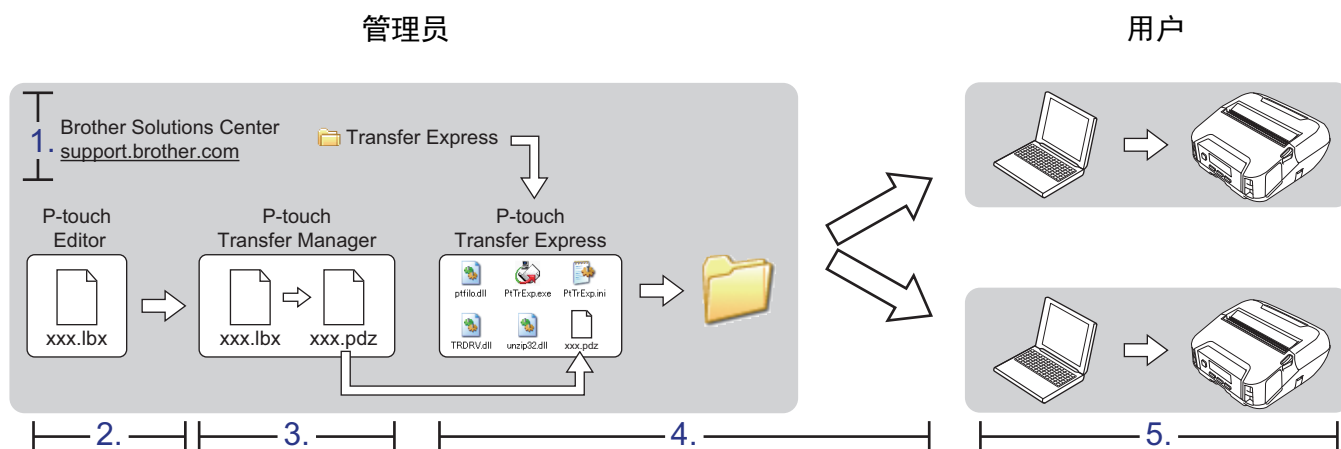 管理员
用户
1.
Brother Solutions Center
support.brother.com
Transfer Express
P-touch
Editor
xxx.lbx
P-touch
Transfer Manager
xxx.lbx
xxx.pdz
P-touch
Transfer Express
ptfilo.dll
PtTrExp.exe
PtTrExp.ini
TRDRV.dll
unzip32.dll
xxx.pdz
2.
3.
4.
5.